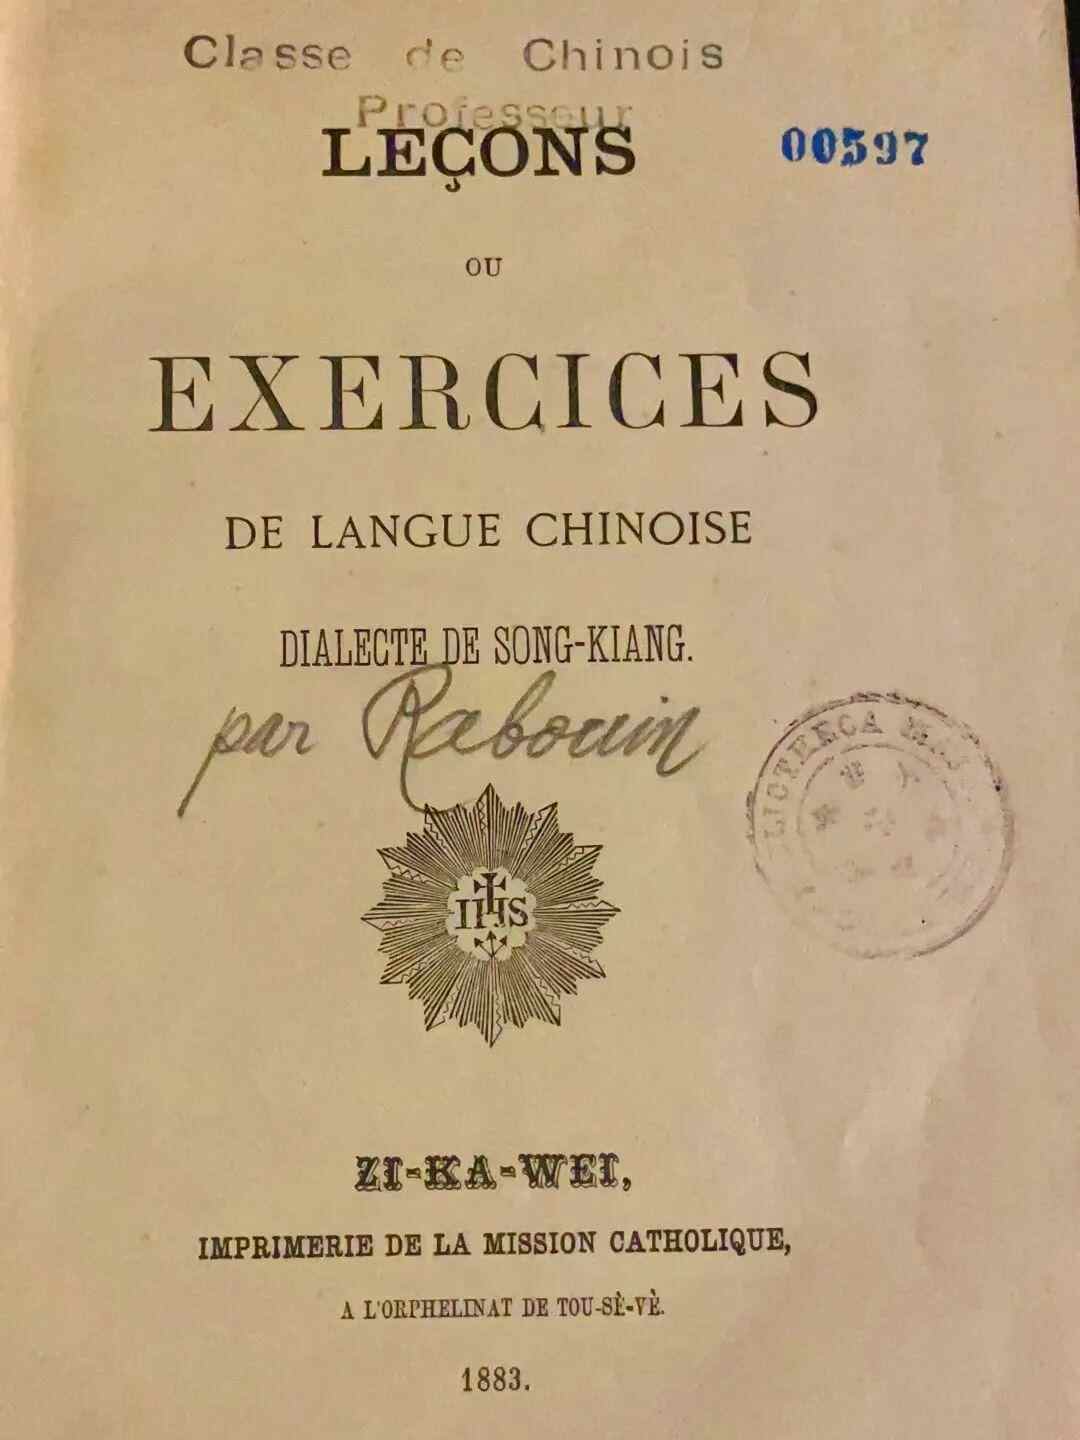 Classe de Chinois
Professeur
LEÇONS
00597
OU
EXERCICES
DE LANGUE CHINOISE
DIALECTE DE SONG-KIANG.
par Rabouin
IHS
ZI-KA-WEI,
IMPRIMERIE DE LA MISSION CATHOLIQUE,
A L'ORPHELINAT DE TOU-SÈ-VÈ.
1883.